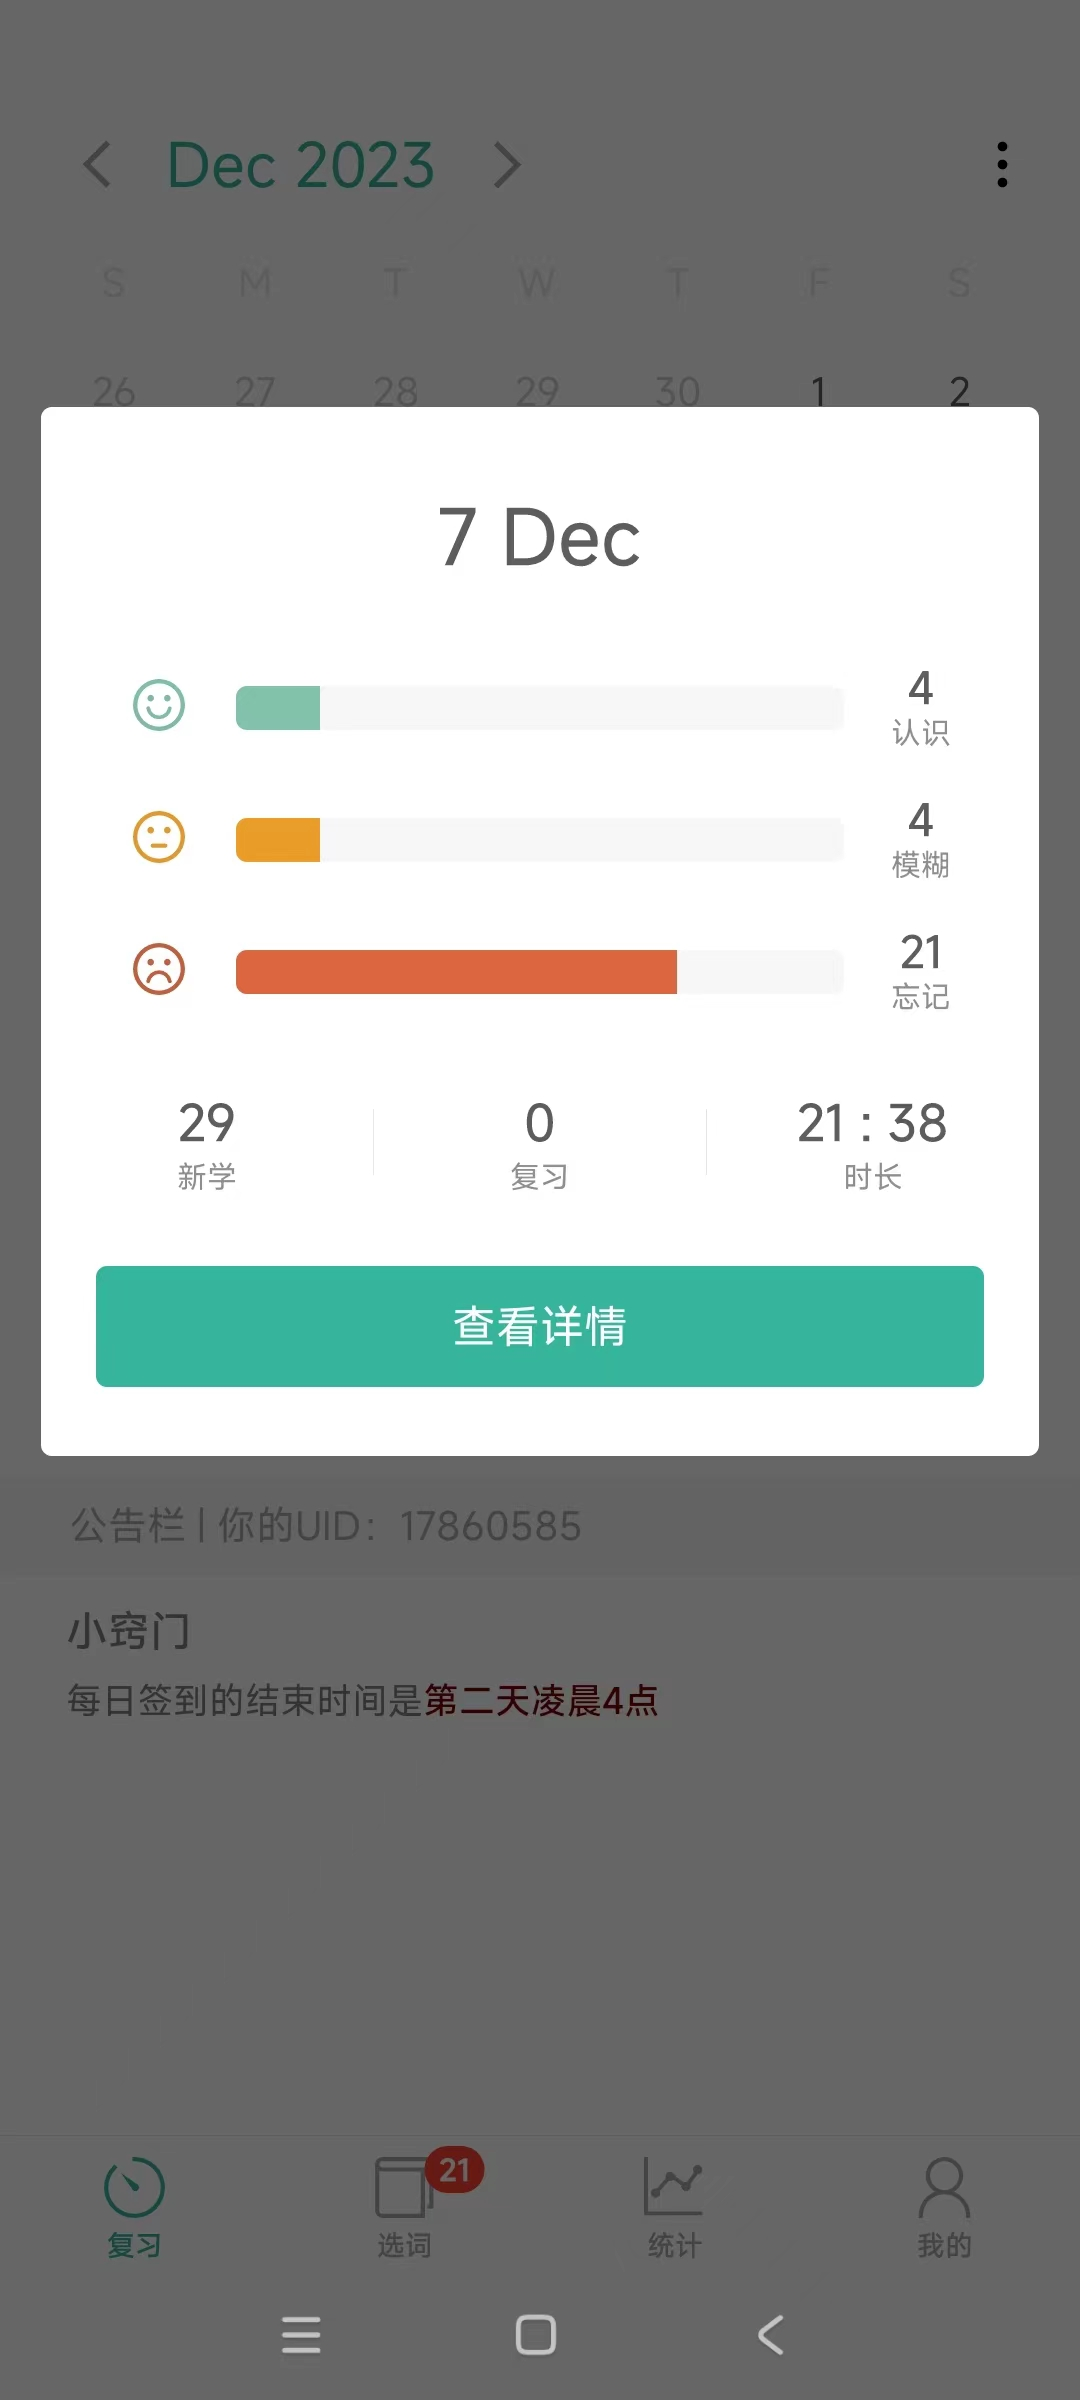 Dec 2023
S M T W T F S
26 27 28 29 30 1 2
7 Dec
4
认识
4
模糊
21
忘记
29 0 21 : 38
新学 复习 时长
查看详情
公告栏 | 你的UID：17860585
小窍门
每日签到的结束时间是第二天凌晨4点
21
复习 选词 统计 我的